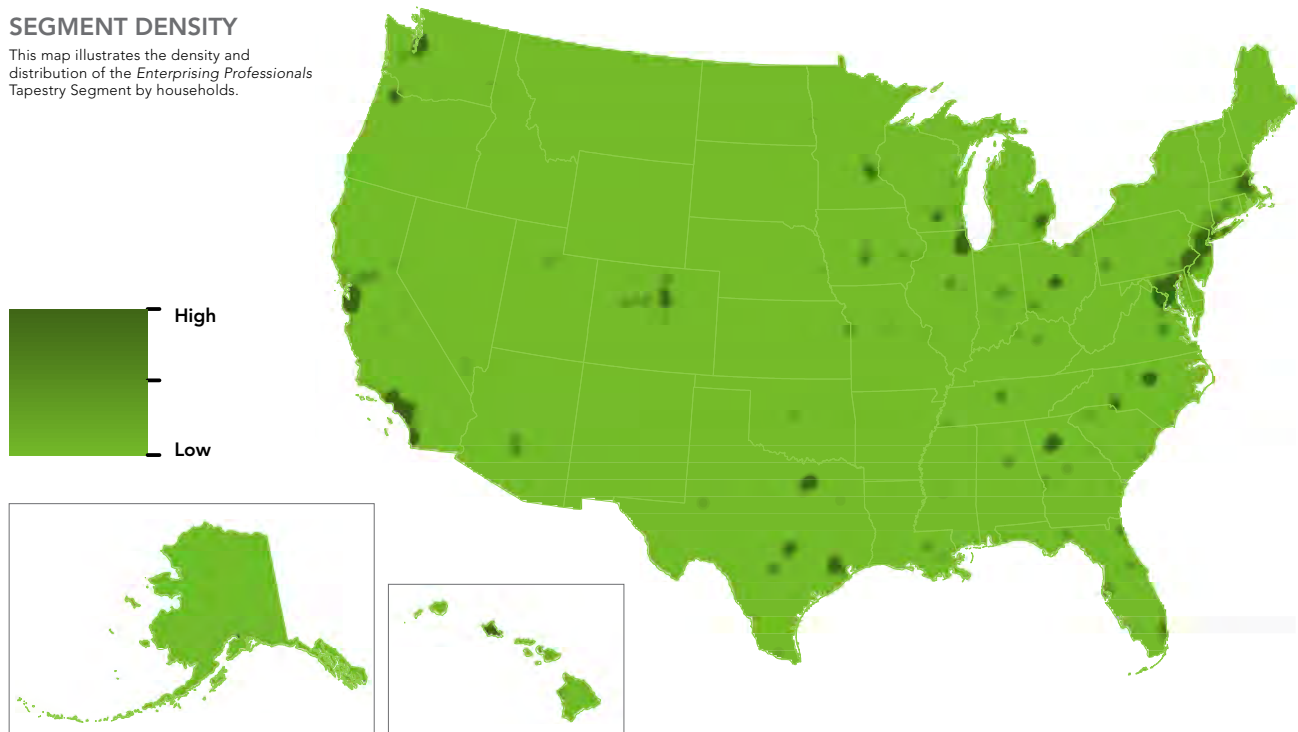 SEGMENT DENSITY
This map illustrates the density and
distribution of the Enterprising Professionals
Tapestry Segment by households.
High
Low